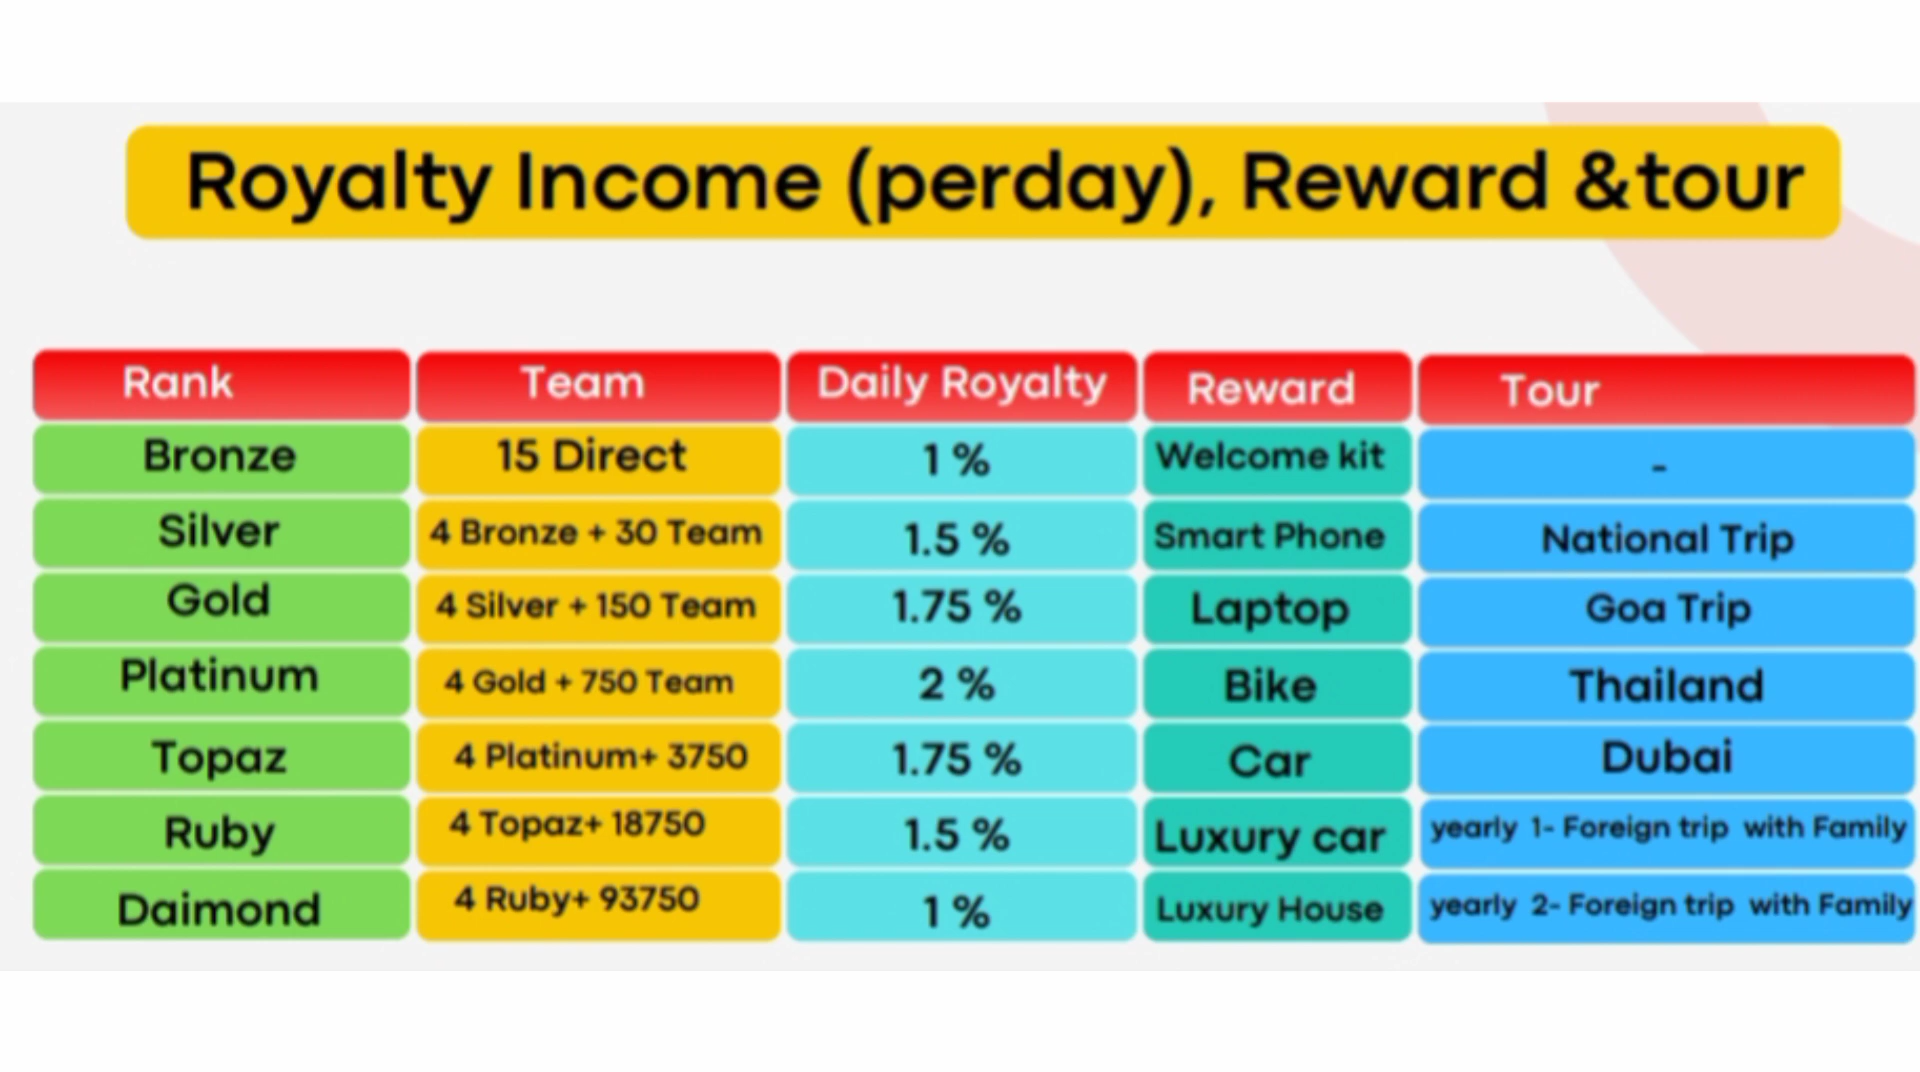 Royalty Income (perday), Reward &tour
Rank Team Daily Royalty Reward Tour
Bronze 15 Direct 1 % Welcome kit -
Silver 4 Bronze + 30 Team 1.5 % Smart Phone National Trip
Gold 4 Silver + 150 Team 1.75 % Laptop Goa Trip
Platinum 4 Gold + 750 Team 2 % Bike Thailand
Topaz 4 Platinum+ 3750 1.75 % Car Dubai
Ruby 4 Topaz+ 18750 1.5 % Luxury car yearly 1- Foreign trip with Family
Daimond 4 Ruby+ 93750 1 % Luxury House yearly 2- Foreign trip with Family